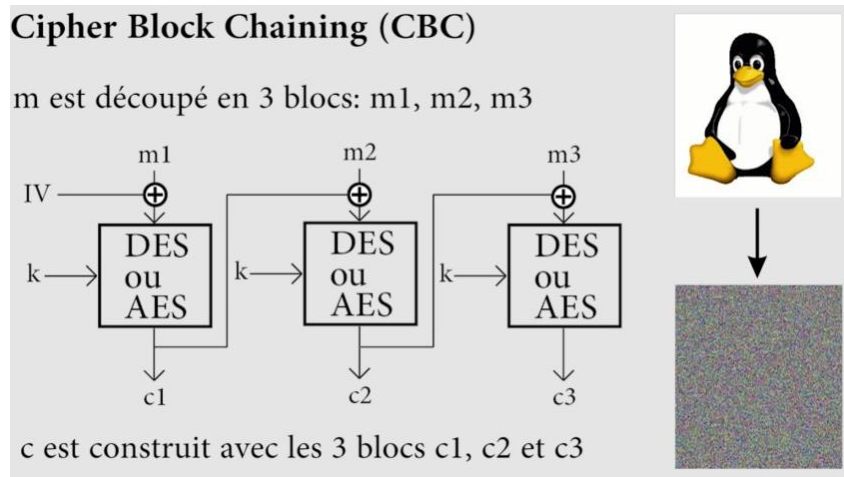 Cipher Block Chaining (CBC)
m est découpé en 3 blocs: m1, m2, m3
m1 m2 m3
IV
DES DES DES
k ou k ou k ou
AES AES AES
c1 c2 c3
c est construit avec les 3 blocs c1, c2 et c3